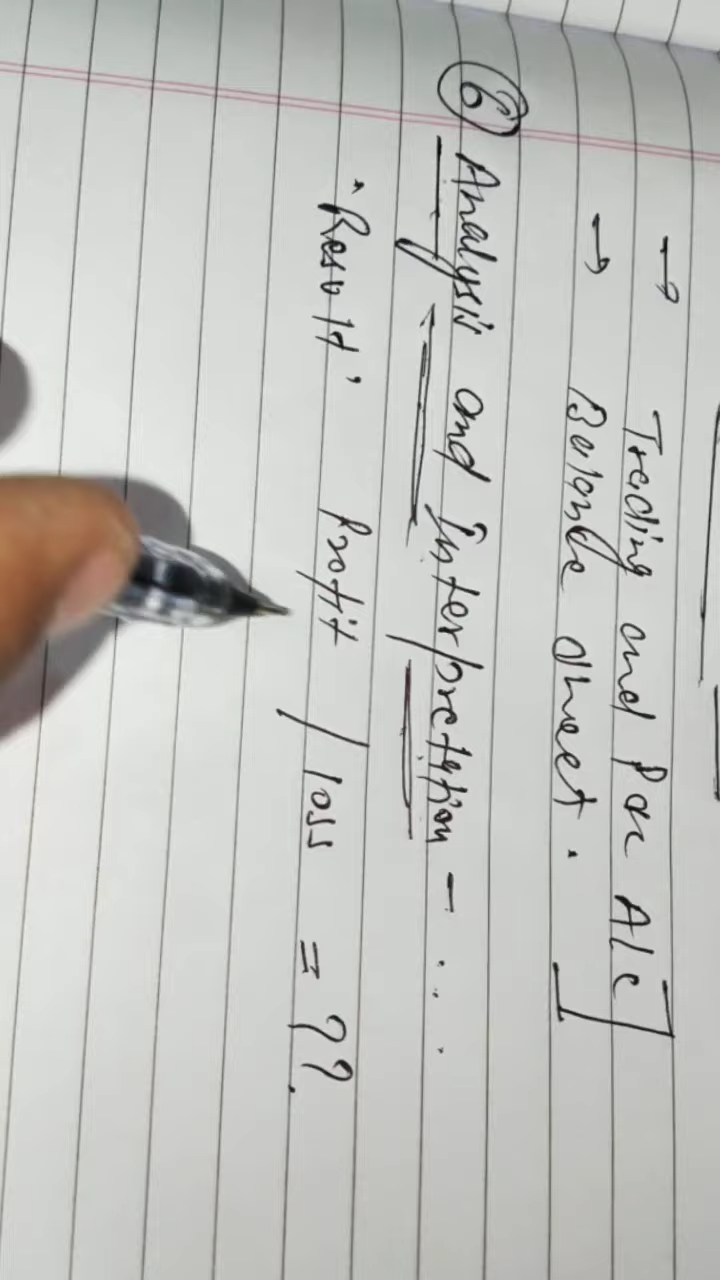 → Trading and P&L A/c]
→ Balance sheet.
⑥ Analysis and Interpretation - ...
"Result" Profit / loss = ??.